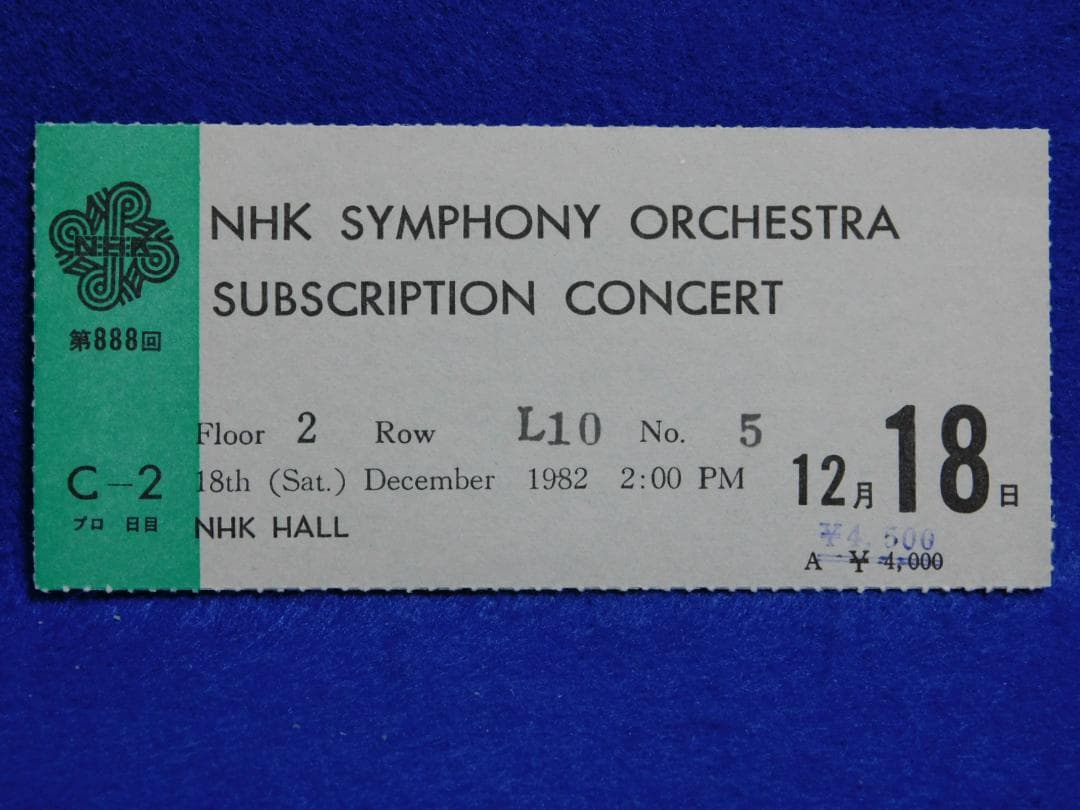 NHK
第888回
C-2
プロ 日目
NHK SYMPHONY ORCHESTRA
SUBSCRIPTION CONCERT
Floor 2 Row L10 No. 5
18th (Sat.) December 1982 2:00 PM
NHK HALL
12月18日
¥4,500
A ¥4,000